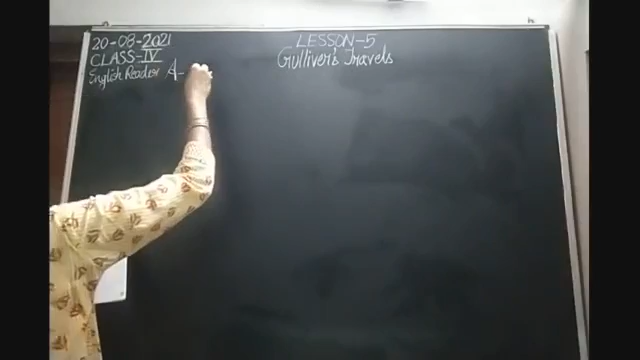 20-08-2021
CLASS-IV
English Reader A-
LESSON-5
Gulliver's Travels